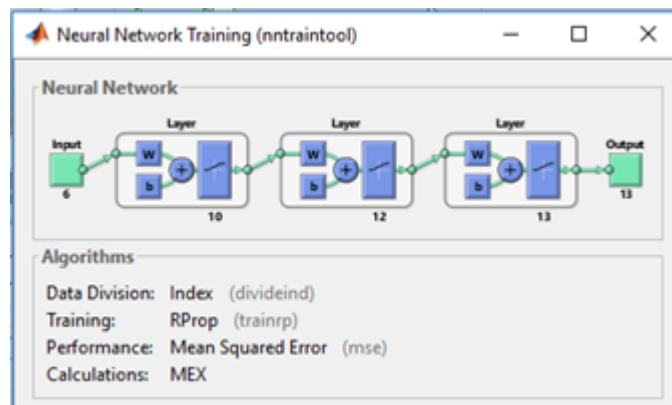 Neural Network Training (nntraintool)
Neural Network
Layer Layer Layer
Input W W W Output
b b b
6 10 12 13 13
Algorithms
Data Division: Index (divideind)
Training: RProp (trainrp)
Performance: Mean Squared Error (mse)
Calculations: MEX